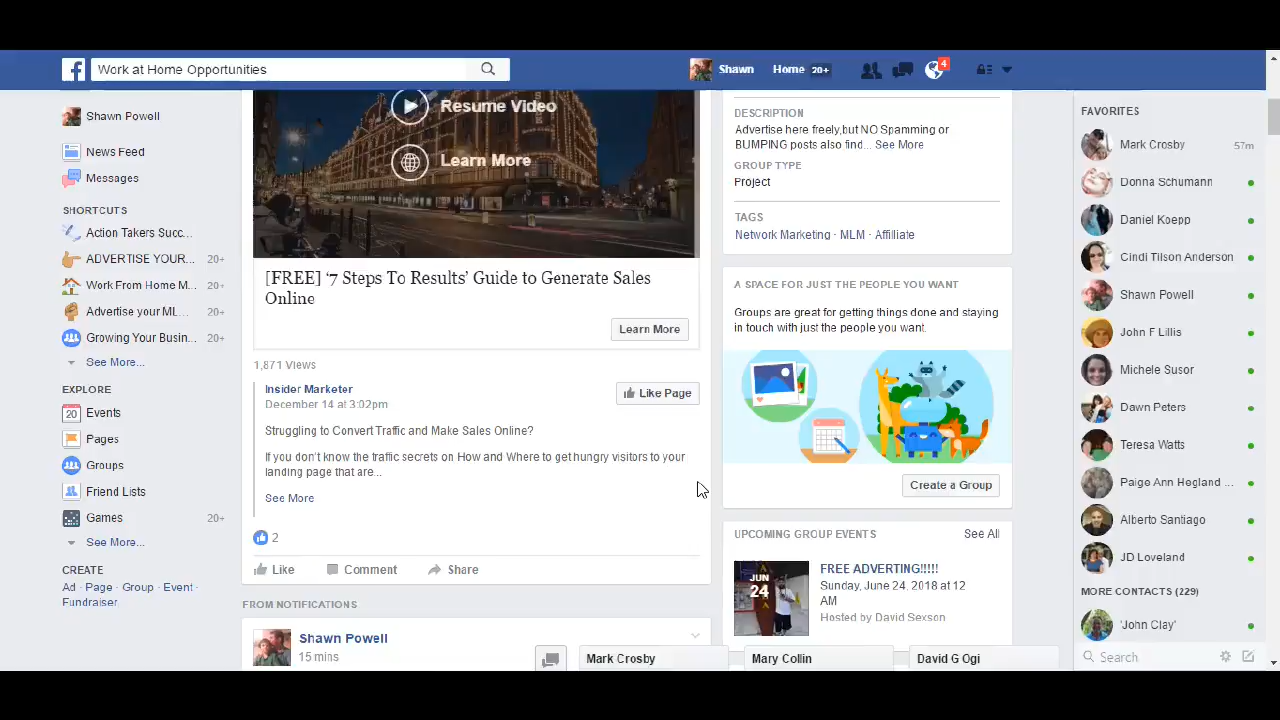 Work at Home Opportunities
Shawn
Home 20+
4
Shawn Powell
News Feed
Messages
SHORTCUTS
Action Takers Succ...
ADVERTISE YOUR... 20+
Work From Home M... 20+
Advertise your ML... 20+
Growing Your Busin... 20+
See More...
EXPLORE
20 Events
Pages
Groups
Friend Lists
Games 20+
See More...
CREATE
Ad · Page · Group · Event ·
Fundraiser
Resume Video
Learn More
[FREE] ‘7 Steps To Results’ Guide to Generate Sales
Online
Learn More
1,871 Views
Insider Marketer
December 14 at 3:02pm
Like Page
Struggling to Convert Traffic and Make Sales Online?
If you don't know the traffic secrets on How and Where to get hungry visitors to your
landing page that are...
See More
2
Like Comment Share
FROM NOTIFICATIONS
Shawn Powell
15 mins
DESCRIPTION
Advertise here freely,but NO Spamming or
BUMPING posts also find... See More
GROUP TYPE
Project
TAGS
Network Marketing · MLM · Affiliate
A SPACE FOR JUST THE PEOPLE YOU WANT
Groups are great for getting things done and staying
in touch with just the people you want.
Create a Group
UPCOMING GROUP EVENTS See All
JUN
24
FREE ADVERTING!!!!!
Sunday, June 24, 2018 at 12
AM
Hosted by David Sexson
Mark Crosby
Mary Collin
David G Ogi
FAVORITES
Mark Crosby 57m
Donna Schumann
Daniel Koepp
Cindi Tilson Anderson
Shawn Powell
John F Lillis
Michele Susor
Dawn Peters
Teresa Watts
Paige Ann Hegland ...
Alberto Santiago
JD Loveland
MORE CONTACTS (229)
'John Clay'
Search